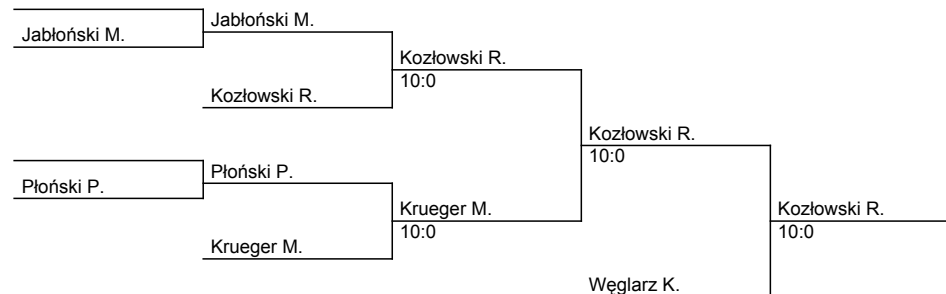 Jabłoński M.
Jabłoński M.
Kozłowski R.
10:0
Kozłowski R.
Kozłowski R.
10:0
Płoński P.
Płoński P.
Krueger M.
10:0
Krueger M.
Kozłowski R.
10:0
Węglarz K.